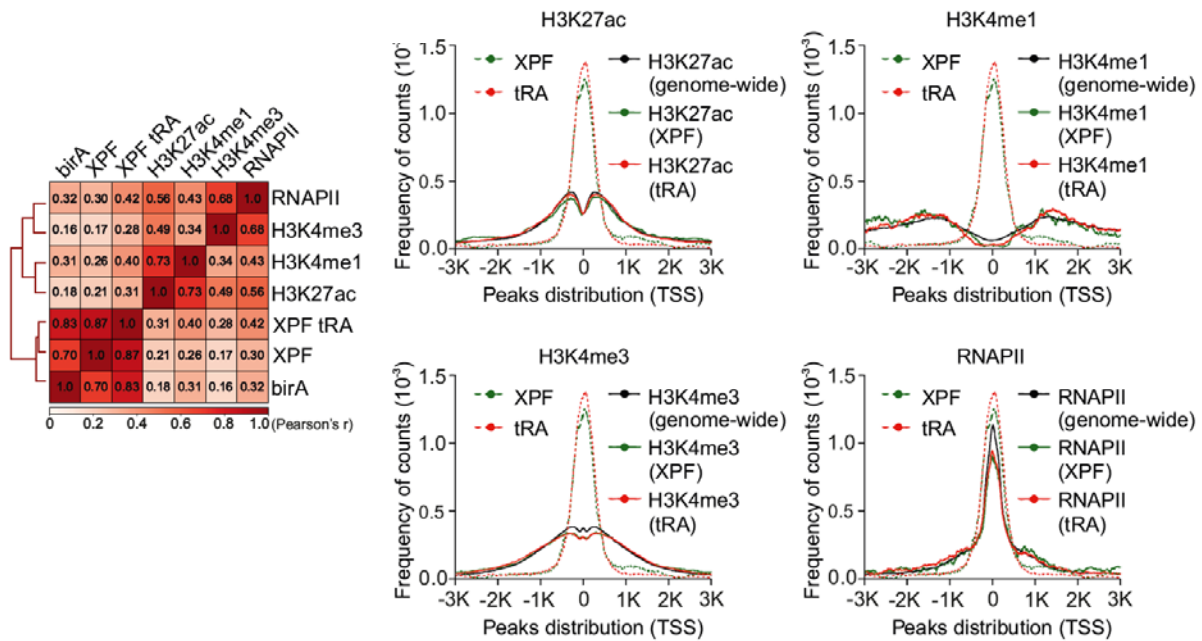 birA
XPF
XPF tRA
H3K27ac
H3K4me1
H3K4me3
RNAPII
0.32 0.30 0.42 0.56 0.43 0.68 1.0 RNAPII
0.16 0.17 0.28 0.49 0.34 1.0 0.68 H3K4me3
0.31 0.26 0.40 0.73 1.0 0.34 0.43 H3K4me1
0.18 0.21 0.31 1.0 0.73 0.49 0.56 H3K27ac
0.83 0.87 1.0 0.31 0.40 0.28 0.42 XPF tRA
0.70 1.0 0.87 0.21 0.26 0.17 0.30 XPF
1.0 0.70 0.83 0.18 0.31 0.16 0.32 birA
0 0.2 0.4 0.6 0.8 1.0 (Pearson's r)
H3K27ac
Frequency of counts (10⁻
1.5
1.0
0.5
0.0
XPF
tRA
H3K27ac
(genome-wide)
H3K27ac
(XPF)
H3K27ac
(tRA)
-3K -2K -1K 0 1K 2K 3K
Peaks distribution (TSS)
H3K4me1
Frequency of counts (10⁻³)
1.5
1.0
0.5
0.0
XPF
tRA
H3K4me1
(genome-wide)
H3K4me1
(XPF)
H3K4me1
(tRA)
-3K -2K -1K 0 1K 2K 3K
Peaks distribution (TSS)
H3K4me3
Frequency of counts (10⁻³)
1.5
1.0
0.5
0.0
XPF
tRA
H3K4me3
(genome-wide)
H3K4me3
(XPF)
H3K4me3
(tRA)
-3K -2K -1K 0 1K 2K 3K
Peaks distribution (TSS)
RNAPII
Frequency of counts (10⁻³)
1.5
1.0
0.5
0.0
XPF
tRA
RNAPII
(genome-wide)
RNAPII
(XPF)
RNAPII
(tRA)
-3K -2K -1K 0 1K 2K 3K
Peaks distribution (TSS)